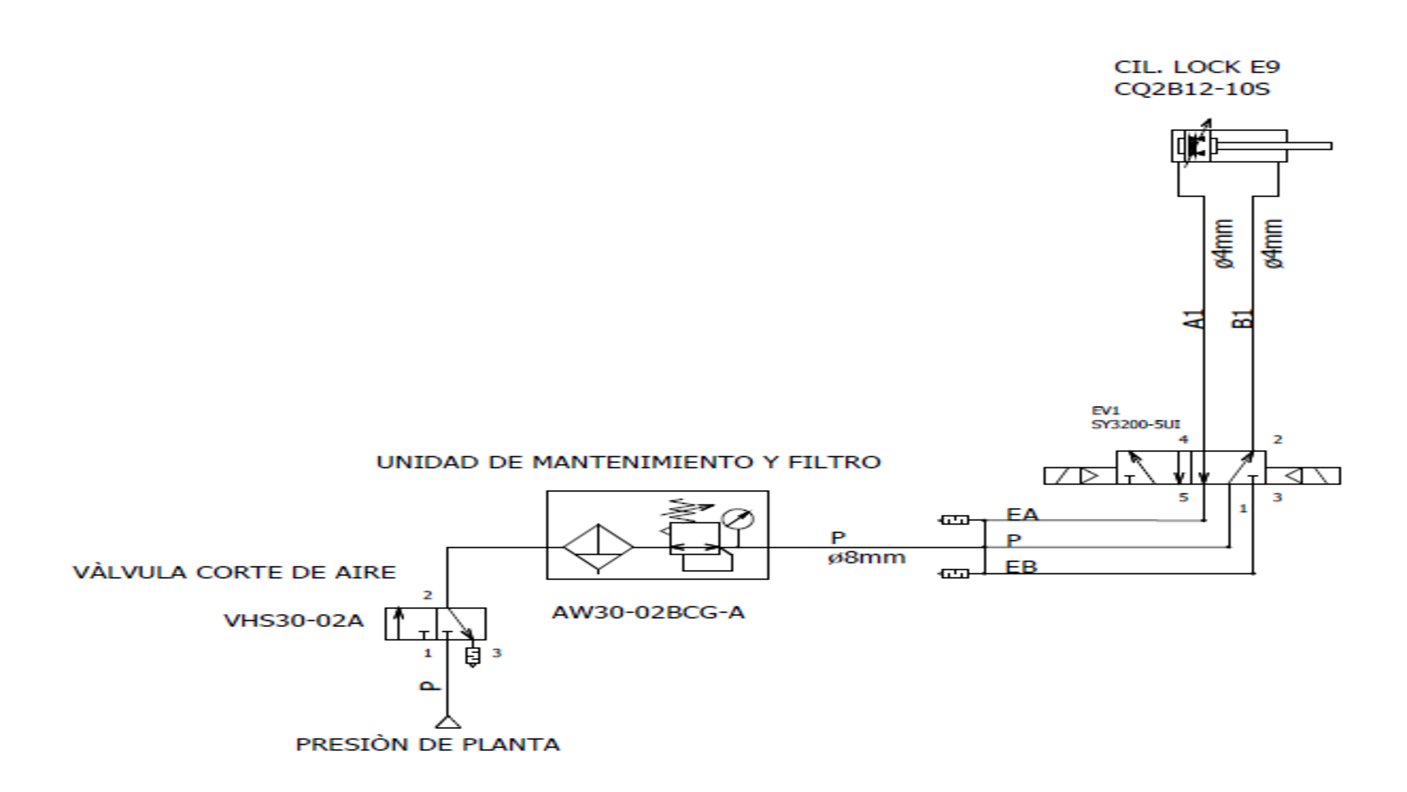 CIL. LOCK E9
CQ2B12-10S
ø4mm
ø4mm
A1
B1
EV1
SY3200-5UI
4
2
5
1
3
UNIDAD DE MANTENIMIENTO Y FILTRO
EA
P
P
ø8mm
EB
VÀLVULA CORTE DE AIRE
2
VHS30-02A
AW30-02BCG-A
1
3
P
PRESIÒN DE PLANTA